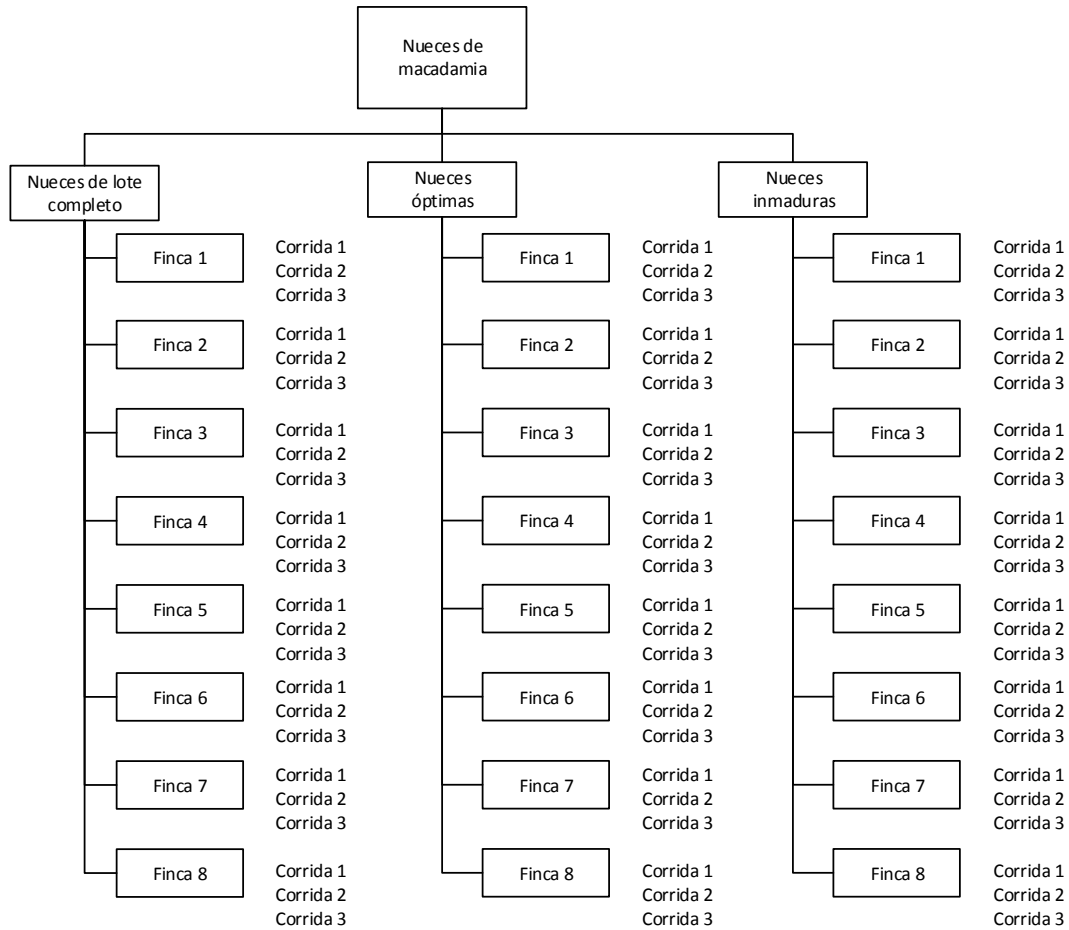 Nueces de
macadamia
Nueces de lote
completo
Finca 1
Corrida 1
Corrida 2
Corrida 3
Finca 2
Corrida 1
Corrida 2
Corrida 3
Finca 3
Corrida 1
Corrida 2
Corrida 3
Finca 4
Corrida 1
Corrida 2
Corrida 3
Finca 5
Corrida 1
Corrida 2
Corrida 3
Finca 6
Corrida 1
Corrida 2
Corrida 3
Finca 7
Corrida 1
Corrida 2
Corrida 3
Finca 8
Corrida 1
Corrida 2
Corrida 3
Nueces
óptimas
Finca 1
Corrida 1
Corrida 2
Corrida 3
Finca 2
Corrida 1
Corrida 2
Corrida 3
Finca 3
Corrida 1
Corrida 2
Corrida 3
Finca 4
Corrida 1
Corrida 2
Corrida 3
Finca 5
Corrida 1
Corrida 2
Corrida 3
Finca 6
Corrida 1
Corrida 2
Corrida 3
Finca 7
Corrida 1
Corrida 2
Corrida 3
Finca 8
Corrida 1
Corrida 2
Corrida 3
Nueces
inmaduras
Finca 1
Corrida 1
Corrida 2
Corrida 3
Finca 2
Corrida 1
Corrida 2
Corrida 3
Finca 3
Corrida 1
Corrida 2
Corrida 3
Finca 4
Corrida 1
Corrida 2
Corrida 3
Finca 5
Corrida 1
Corrida 2
Corrida 3
Finca 6
Corrida 1
Corrida 2
Corrida 3
Finca 7
Corrida 1
Corrida 2
Corrida 3
Finca 8
Corrida 1
Corrida 2
Corrida 3